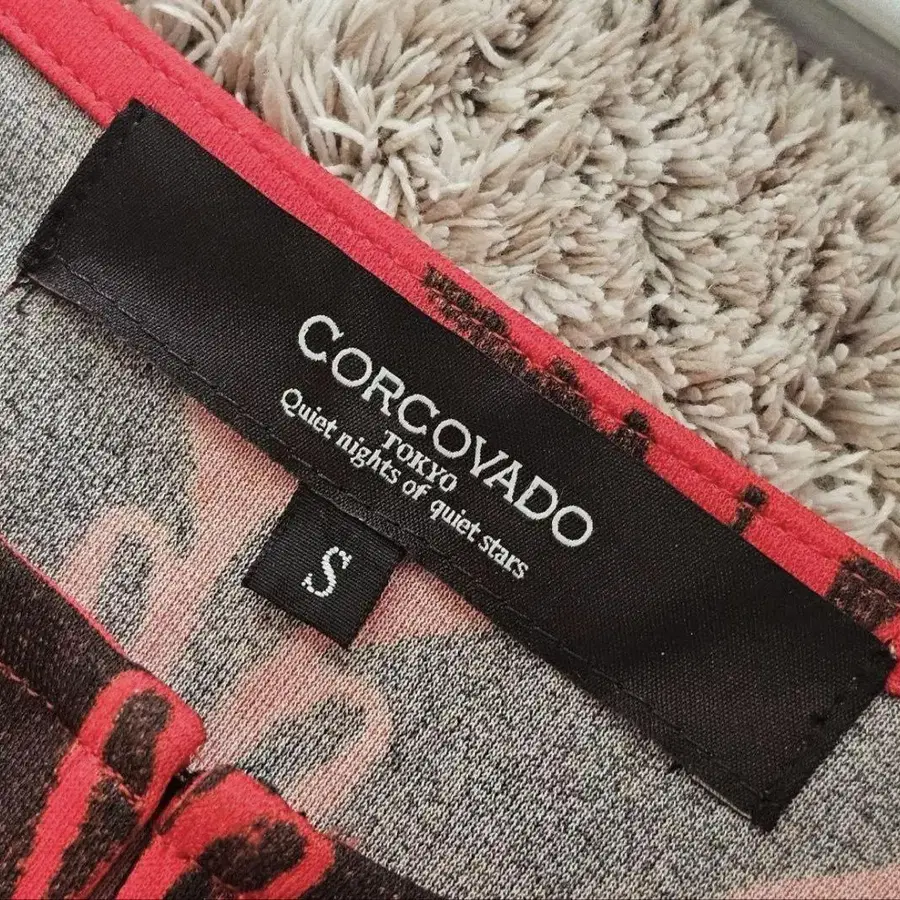 CORCOVADO
TOKYO
Quiet nights of quiet stars
S